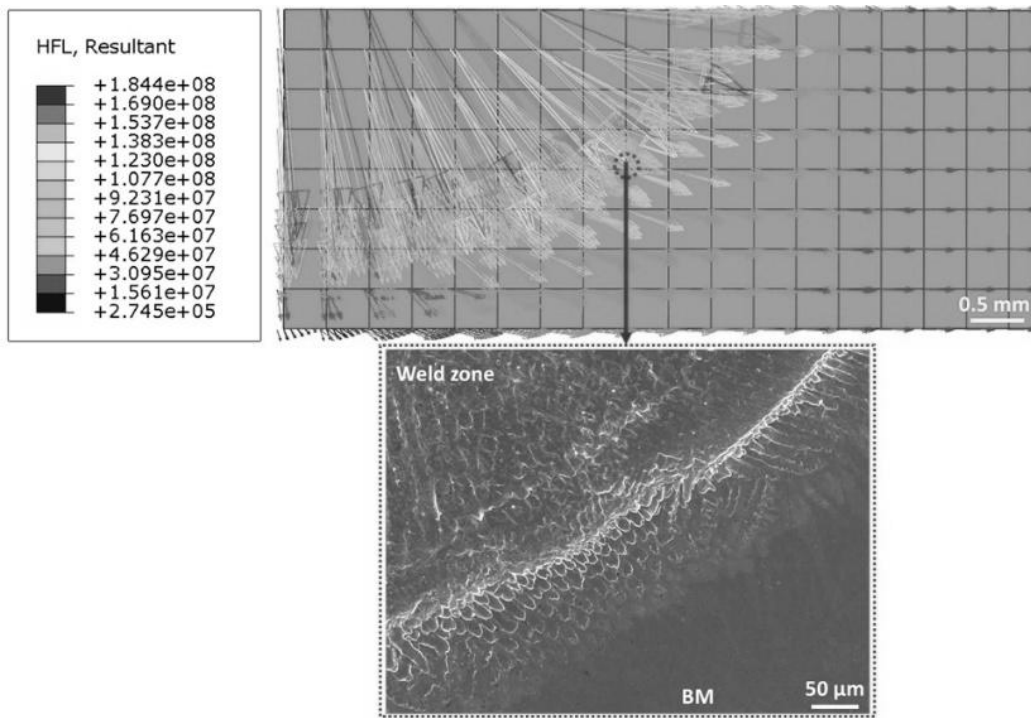 HFL, Resultant
+1.844e+08
+1.690e+08
+1.537e+08
+1.383e+08
+1.230e+08
+1.077e+08
+9.231e+07
+7.697e+07
+6.163e+07
+4.629e+07
+3.095e+07
+1.561e+07
+2.745e+05
0.5 mm
Weld zone
BM
50 µm